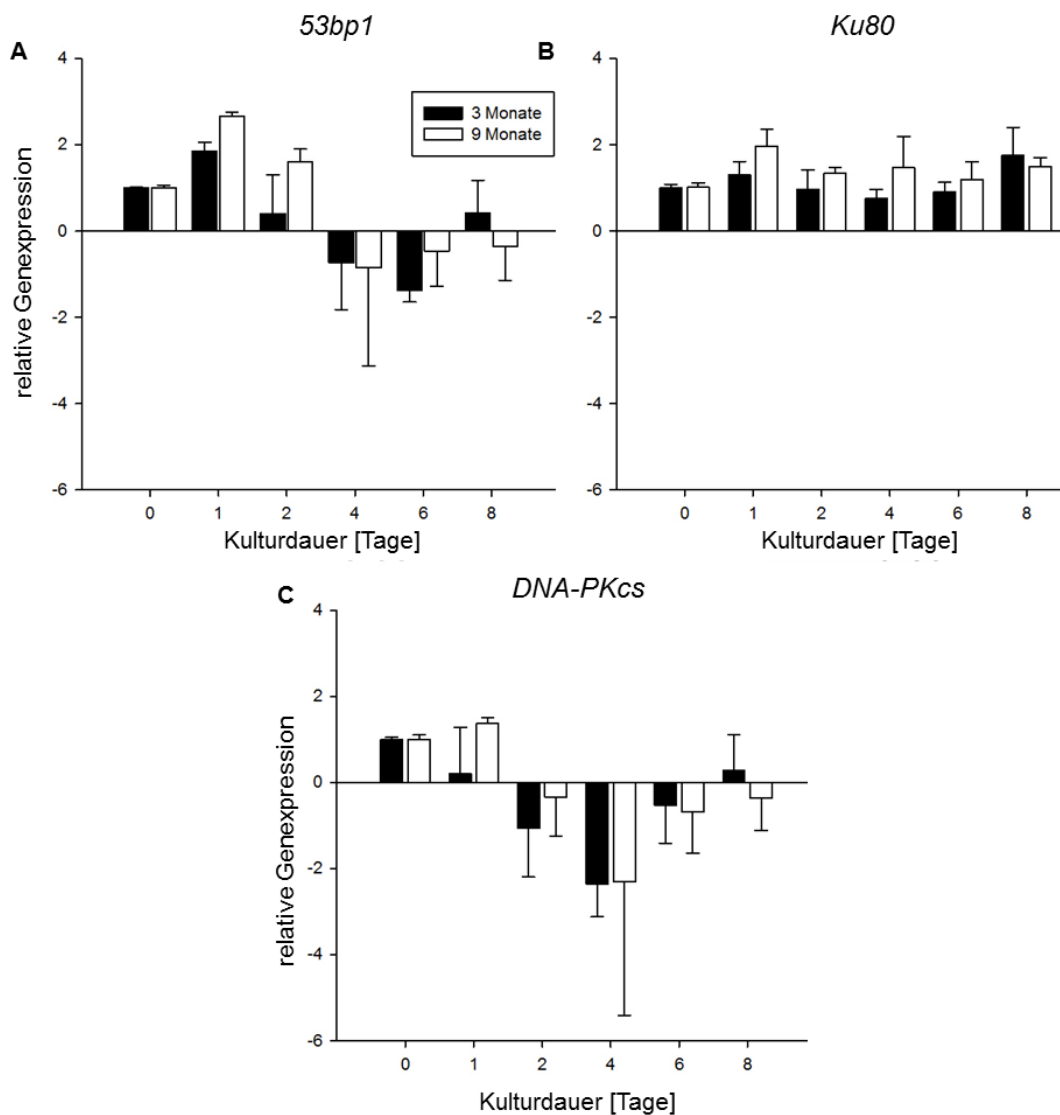 53bp1
Ku80
A
B
4
2
0
-2
-4
-6
3 Monate
9 Monate
4
2
0
-2
-4
-6
relative Genexpression
0 1 2 4 6 8
0 1 2 4 6 8
Kulturdauer [Tage]
Kulturdauer [Tage]
C
DNA-PKcs
4
2
0
-2
-4
-6
relative Genexpression
0 1 2 4 6 8
Kulturdauer [Tage]